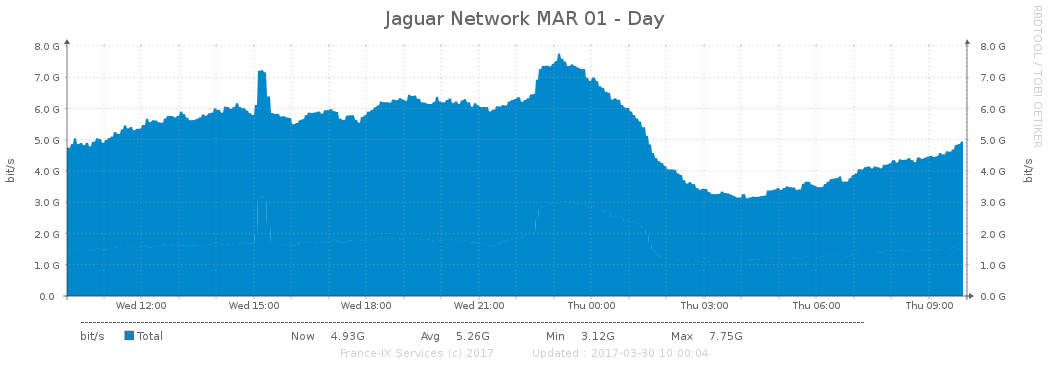 Jaguar Network MAR 01 - Day
RRDTOOL / TOBI OETIKER
8.0 G 8.0 G
7.0 G 7.0 G
6.0 G 6.0 G
5.0 G 5.0 G
4.0 G 4.0 G
3.0 G 3.0 G
2.0 G 2.0 G
1.0 G 1.0 G
0.0 0.0 G
bit/s
bit/s
Wed 12:00 Wed 15:00 Wed 18:00 Wed 21:00 Thu 00:00 Thu 03:00 Thu 06:00 Thu 09:00
bit/s Total Now 4.93G Avg 5.26G Min 3.12G Max 7.75G
France-IX Services (c) 2017 Updated : 2017-03-30 10:00:04